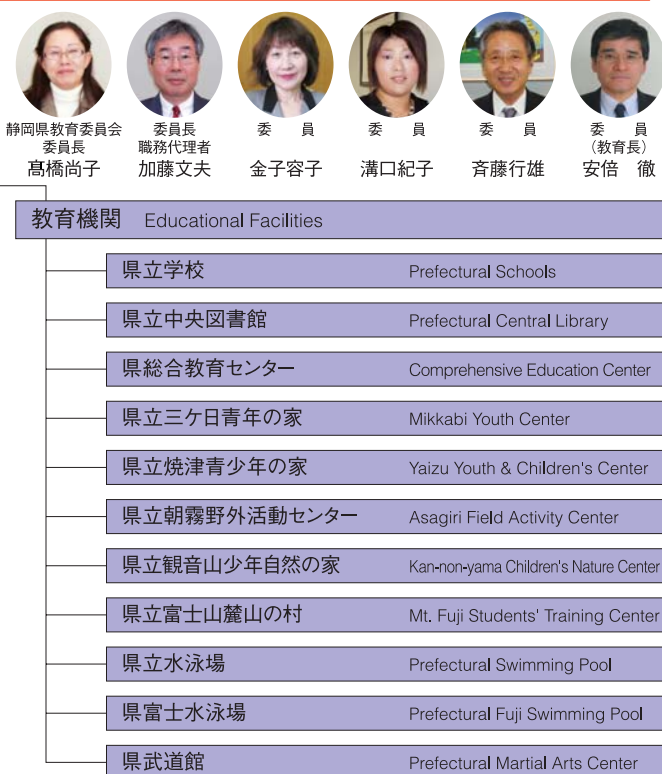 静岡県教育委員会
委員長
髙橋尚子
委員長
職務代理者
加藤文夫
委　員
金子容子
委　員
溝口紀子
委　員
斉藤行雄
委　員
（教育長）
安倍　徹
教育機関 Educational Facilities
県立学校 Prefectural Schools
県立中央図書館 Prefectural Central Library
県総合教育センター Comprehensive Education Center
県立三ケ日青年の家 Mikkabi Youth Center
県立焼津青少年の家 Yaizu Youth & Children's Center
県立朝霧野外活動センター Asagiri Field Activity Center
県立観音山少年自然の家 Kan-non-yama Children's Nature Center
県立富士山麓山の村 Mt. Fuji Students' Training Center
県立水泳場 Prefectural Swimming Pool
県富士水泳場 Prefectural Fuji Swimming Pool
県武道館 Prefectural Martial Arts Center